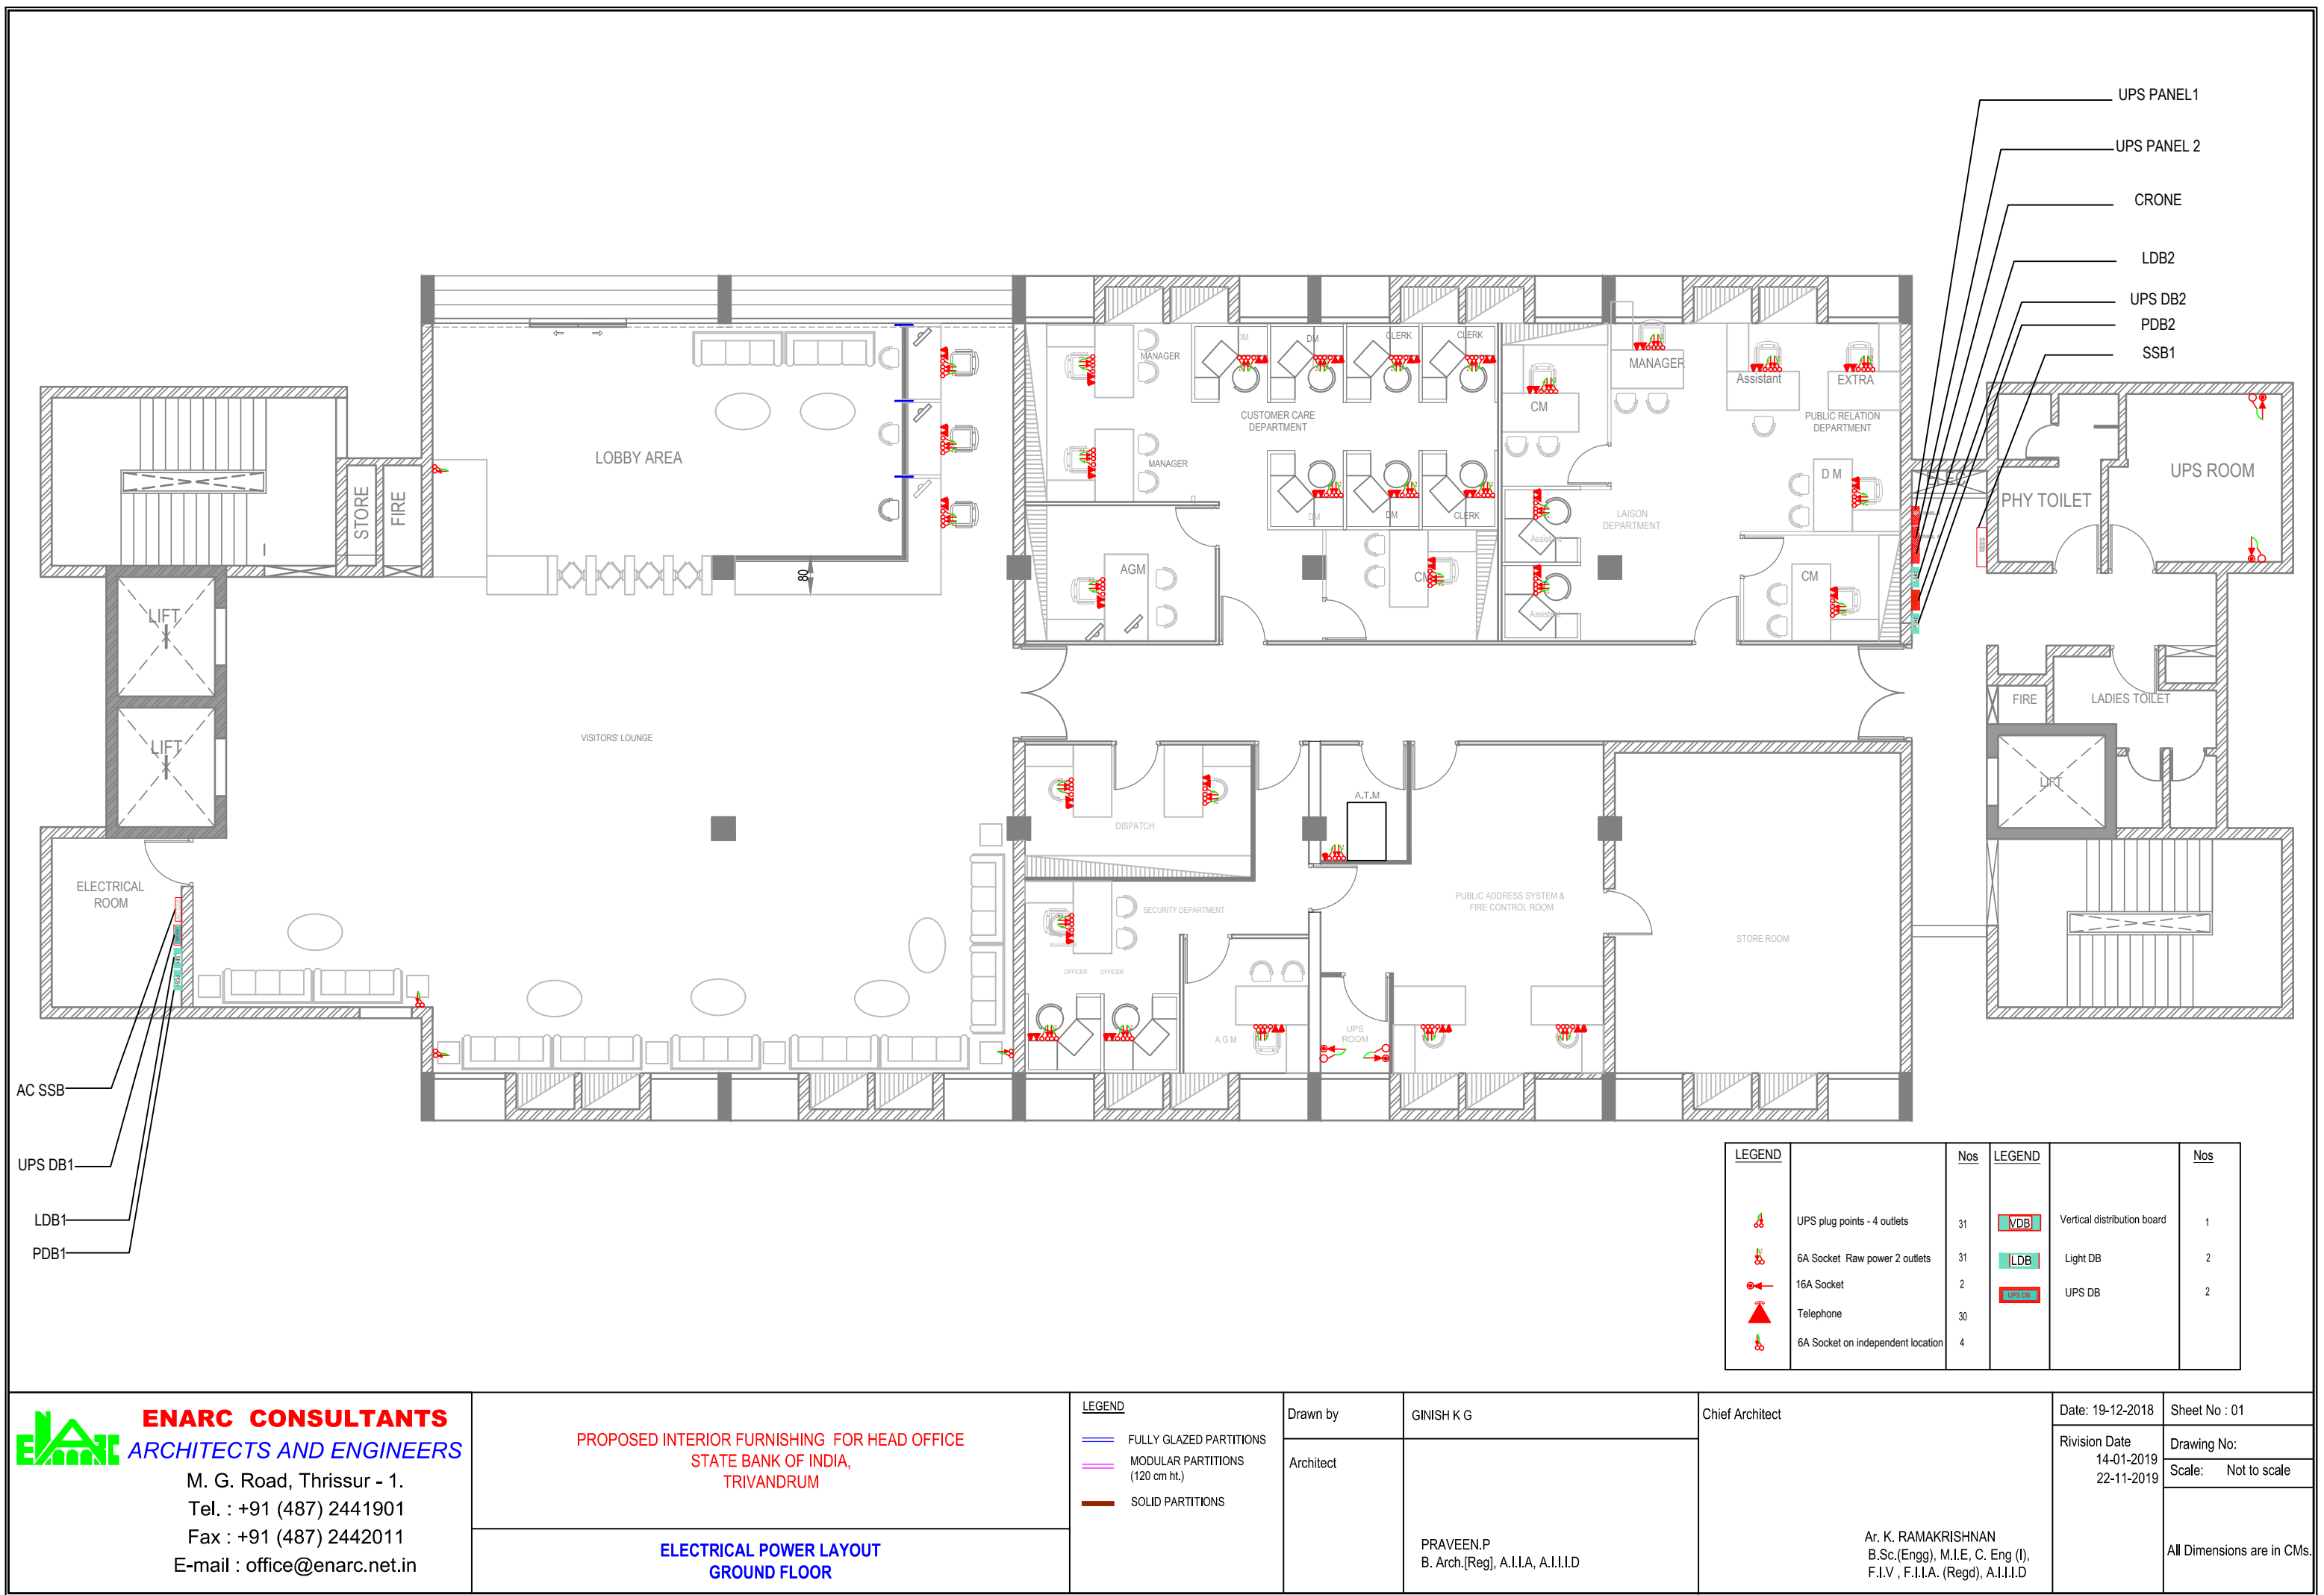 UPS PANEL1
UPS PANEL 2
CRONE
LDB2
UPS DB2
PDB2
SSB1
LOBBY AREA
STORE
FIRE
LIFT
LIFT
80
MANAGER
MANAGER
DM
DM
CLERK
CLERK
CUSTOMER CARE
DEPARTMENT
DM
DM
CLERK
AGM
CM
CM
MANAGER
Assistant
EXTRA
PUBLIC RELATION
DEPARTMENT
D M
LAISON
DEPARTMENT
Assistant
Assistant
CM
SSB1
PHY TOILET
UPS ROOM
FIRE
LADIES TOILET
LIFT
VISITORS' LOUNGE
ELECTRICAL
ROOM
DISPATCH
A.T.M
SECURITY DEPARTMENT
MANAGER
OFFICER
OFFICER
A G M
UPS
ROOM
PUBLIC ADDRESS SYSTEM &
FIRE CONTROL ROOM
STORE ROOM
AC SSB
UPS DB1
LDB1
PDB1
LEGEND
Nos
LEGEND
Nos
UPS plug points - 4 outlets
31
VDB
Vertical distribution board
1
6A Socket Raw power 2 outlets
31
LDB
Light DB
2
16A Socket
2
UPS DB
UPS DB
2
Telephone
30
6A Socket on independent location
4
ENARC CONSULTANTS
ARCHITECTS AND ENGINEERS
M. G. Road, Thrissur - 1.
Tel. : +91 (487) 2441901
Fax : +91 (487) 2442011
E-mail : office@enarc.net.in
PROPOSED INTERIOR FURNISHING FOR HEAD OFFICE
STATE BANK OF INDIA,
TRIVANDRUM
ELECTRICAL POWER LAYOUT
GROUND FLOOR
LEGEND
FULLY GLAZED PARTITIONS
MODULAR PARTITIONS
(120 cm ht.)
SOLID PARTITIONS
Drawn by
GINISH K G
Architect
PRAVEEN.P
B. Arch.[Reg], A.I.I.A, A.I.I.I.D
Chief Architect
Ar. K. RAMAKRISHNAN
B.Sc.(Engg), M.I.E, C. Eng (I),
F.I.V , F.I.I.A. (Regd), A.I.I.I.D
Date: 19-12-2018
Rivision Date
14-01-2019
22-11-2019
Sheet No : 01
Drawing No:
Scale: Not to scale
All Dimensions are in CMs.